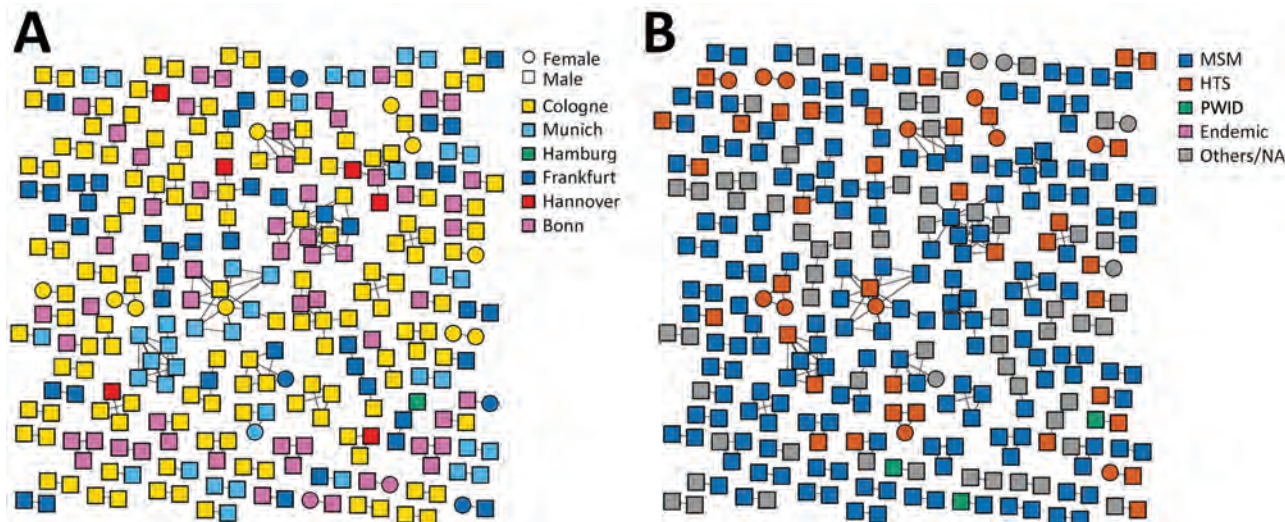 A
Female
Male
Cologne
Munich
Hamburg
Frankfurt
Hannover
Bonn
B
MSM
HTS
PWID
Endemic
Others/NA